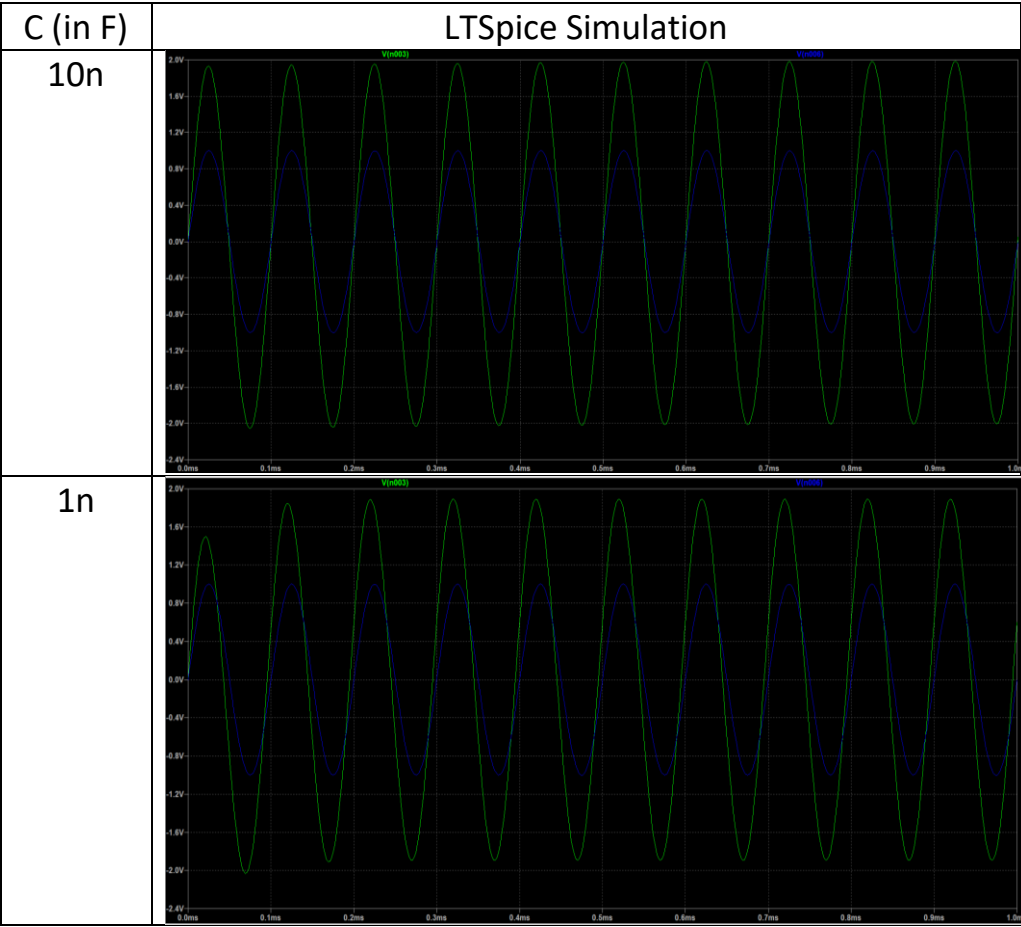 C (in F) LTSpice Simulation
10n
V(n003)
2.0V
1.6V
1.2V
0.8V
0.4V
0.0V
-0.4V
-0.8V
-1.2V
-1.6V
-2.0V
-2.4V
0.0ms 0.1ms 0.2ms 0.3ms 0.4ms 0.5ms 0.6ms 0.7ms 0.8ms 0.9ms
1n
V(n003)
2.0V
1.6V
1.2V
0.8V
0.4V
0.0V
-0.4V
-0.8V
-1.2V
-1.6V
-2.0V
-2.4V
0.0ms 0.1ms 0.2ms 0.3ms 0.4ms 0.5ms 0.6ms 0.7ms 0.8ms 0.9ms